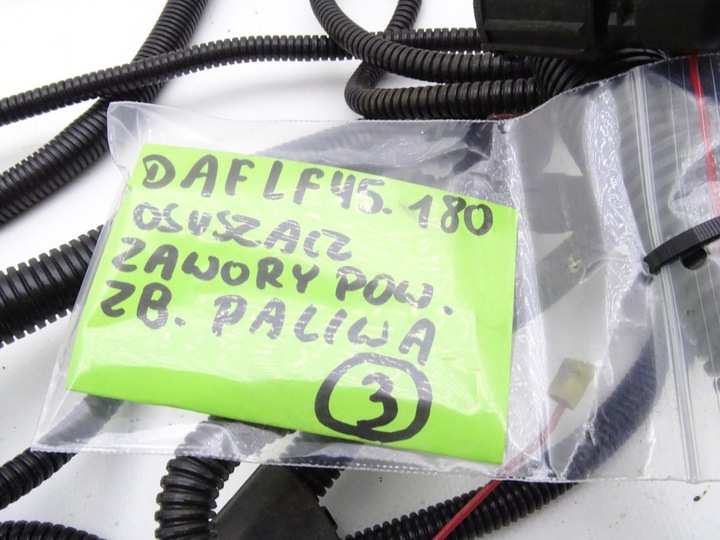 DAF LF45.180
OSUSZACZ
ZAWORY POW.
ZB. PALIWA
3